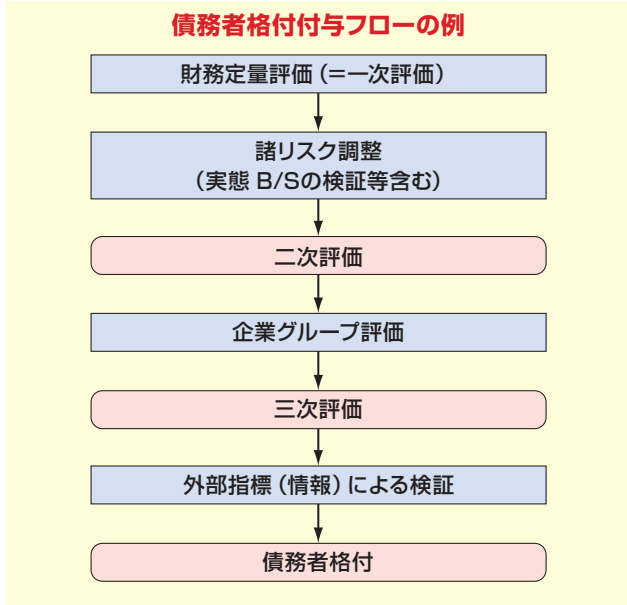 債務者格付付与フローの例
財務定量評価（＝一次評価）
諸リスク調整
（実態 B/Sの検証等含む）
二次評価
企業グループ評価
三次評価
外部指標（情報）による検証
債務者格付